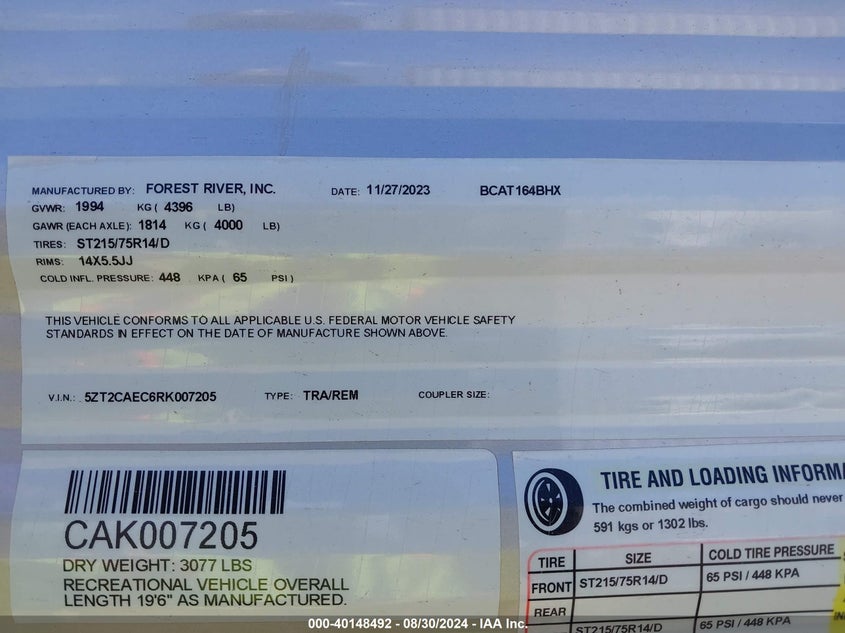 MANUFACTURED BY: FOREST RIVER, INC. DATE: 11/27/2023 BCAT164BHX
GVWR: 1994 KG ( 4396 LB)
GAWR (EACH AXLE): 1814 KG ( 4000 LB)
TIRES: ST215/75R14/D
RIMS: 14X5.5JJ
COLD INFL. PRESSURE: 448 KPA ( 65 PSI )
THIS VEHICLE CONFORMS TO ALL APPLICABLE U.S. FEDERAL MOTOR VEHICLE SAFETY
STANDARDS IN EFFECT ON THE DATE OF MANUFACTURE SHOWN ABOVE.
V.I.N.: 5ZT2CAEC6RK007205 TYPE: TRA/REM COUPLER SIZE:
CAK007205
DRY WEIGHT: 3077 LBS
RECREATIONAL VEHICLE OVERALL
LENGTH 19'6" AS MANUFACTURED.
TIRE AND LOADING INFORMA
The combined weight of cargo should never
591 kgs or 1302 lbs.
TIRE SIZE COLD TIRE PRESSURE
FRONT ST215/75R14/D 65 PSI / 448 KPA
REAR ST215/75R14/D 65 PSI / 448 KPA
000-40148492 - 08/30/2024 - IAA Inc.